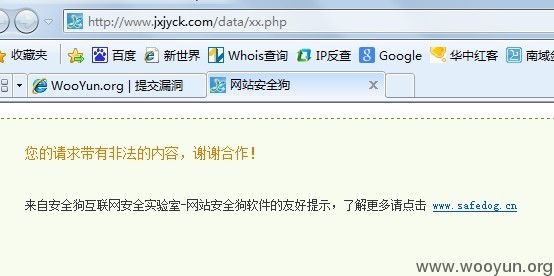 http://www.jxjyck.com/data/xx.php
收藏夹 百度 新世界 Whois查询 IP反查 Google 华中红客 南域剑
WooYun.org | 提交漏洞 网站安全狗
您的请求带有非法的内容，谢谢合作！
来自安全狗互联网安全实验室-网站安全狗软件的友好提示，了解更多请点击 www.safedog.cn
www.wooyun.org